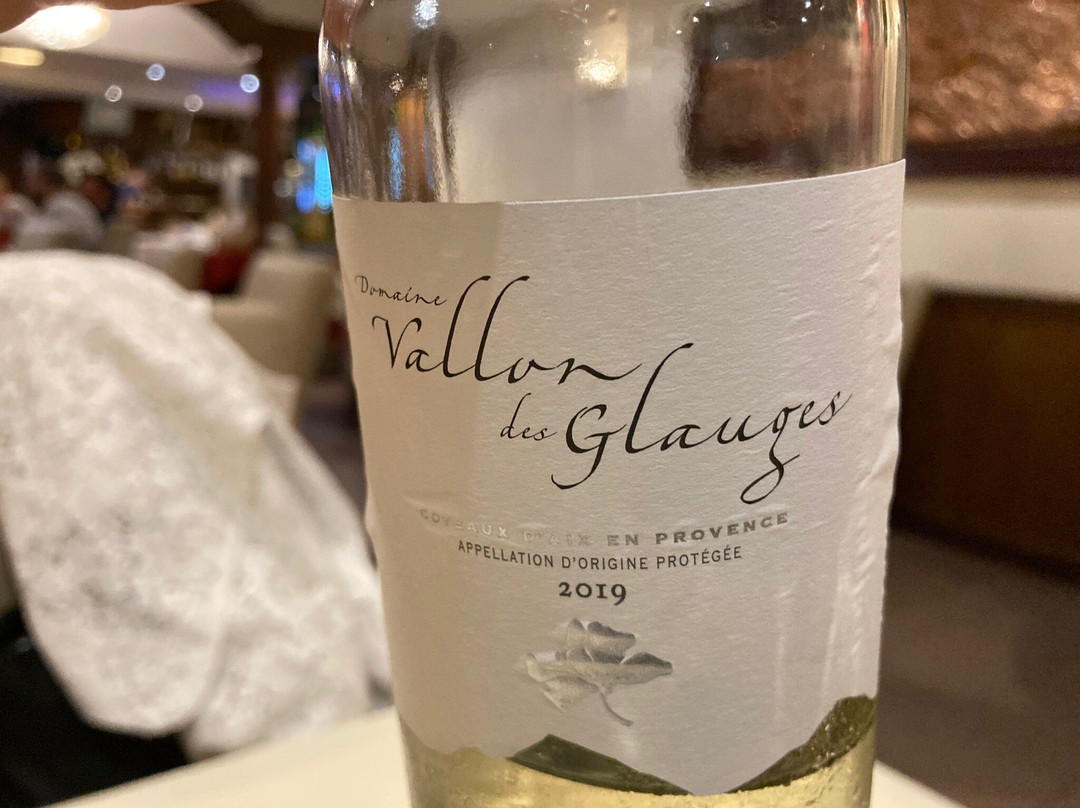 Domaine
Vallon
des Glauges
COTEAUX D'AIX EN PROVENCE
APPELLATION D'ORIGINE PROTÉGÉE
2019